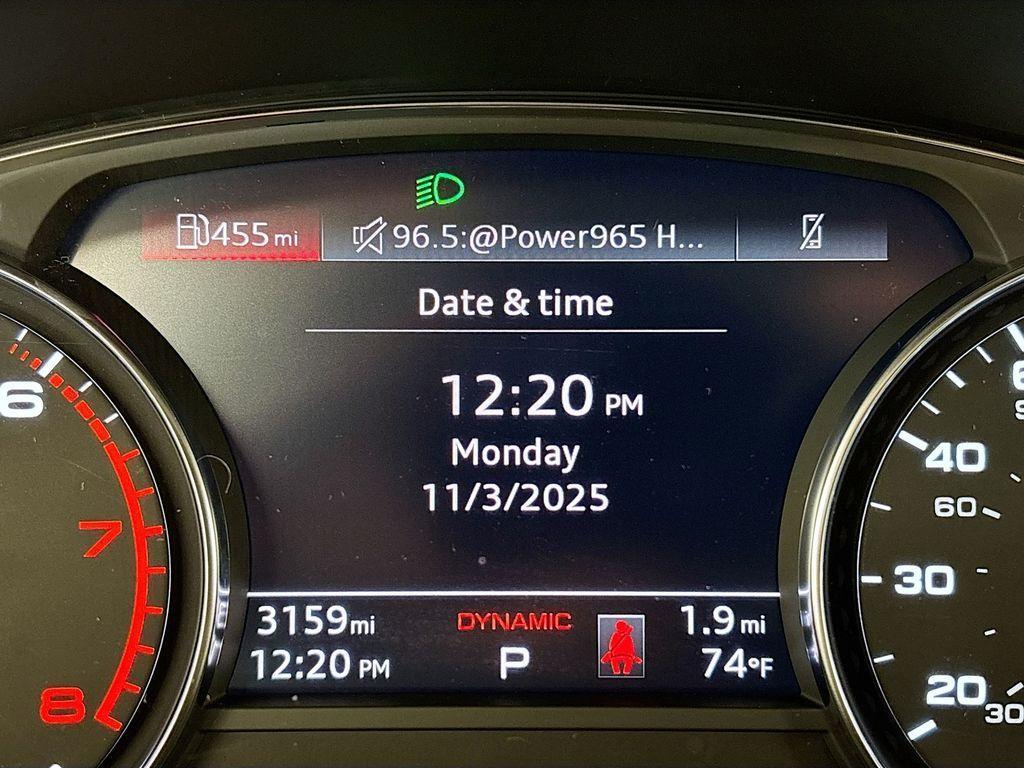 455 mi
96.5:@Power965 H...
Date & time
12:20 PM
Monday
11/3/2025
3159 mi
DYNAMIC
1.9 mi
12:20 PM
P
74°F
6
7
8
40
60
30
20
30